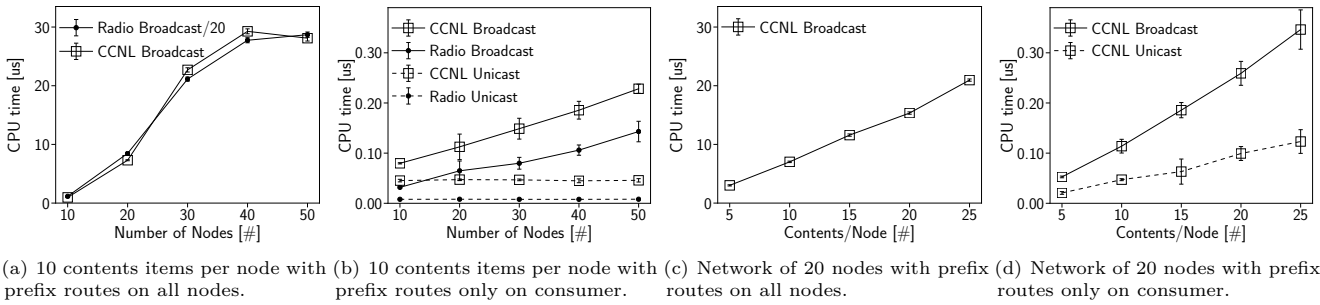 CPU time [us]
30
20
10
0
Radio Broadcast/20
CCNL Broadcast
10 20 30 40 50
Number of Nodes [#]
(a) 10 contents items per node with
prefix routes on all nodes.
CPU time [us]
0.30
0.20
0.10
0.00
CCNL Broadcast
Radio Broadcast
CCNL Unicast
Radio Unicast
10 20 30 40 50
Number of Nodes [#]
(b) 10 contents items per node with
prefix routes only on consumer.
CPU time [us]
30
20
10
0
CCNL Broadcast
5 10 15 20 25
Contents/Node [#]
(c) Network of 20 nodes with prefix
routes on all nodes.
CPU time [us]
0.30
0.20
0.10
0.00
CCNL Broadcast
CCNL Unicast
5 10 15 20 25
Contents/Node [#]
(d) Network of 20 nodes with prefix
routes only on consumer.